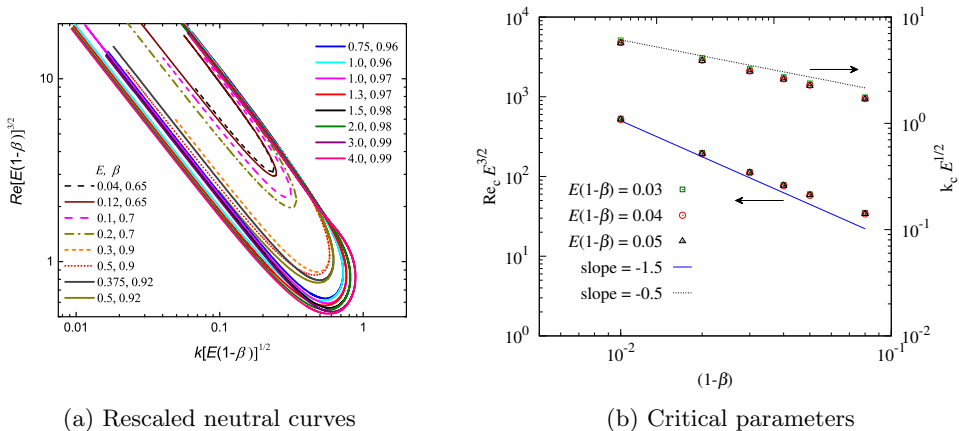 10
1
Re[E(1-β)]^{3/2}
E, β
0.04, 0.65
0.12, 0.65
0.1, 0.7
0.2, 0.7
0.3, 0.9
0.5, 0.9
0.375, 0.92
0.5, 0.92
0.75, 0.96
1.0, 0.96
1.0, 0.97
1.3, 0.97
1.5, 0.98
2.0, 0.98
3.0, 0.99
4.0, 0.99
0.01
0.1
1
k[E(1-β)]^{1/2}
(a) Rescaled neutral curves
10^4
10^3
10^2
10^1
10^0
Re_c E^{3/2}
E(1-β) = 0.03
E(1-β) = 0.04
E(1-β) = 0.05
slope = -1.5
slope = -0.5
10^1
10^0
10^{-1}
10^{-2}
k_c E^{1/2}
10^{-2}
10^{-1}
(1-β)
(b) Critical parameters